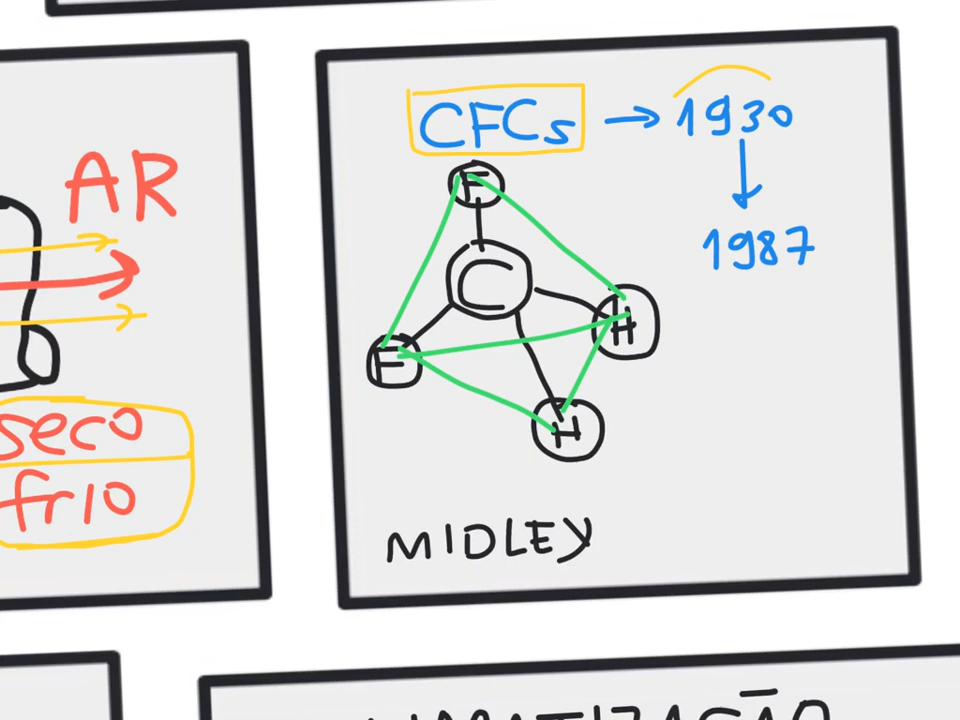 AR
seco
frio
CFCs → 1930
↓
1987
F
C
F
H
H
MIDLEY